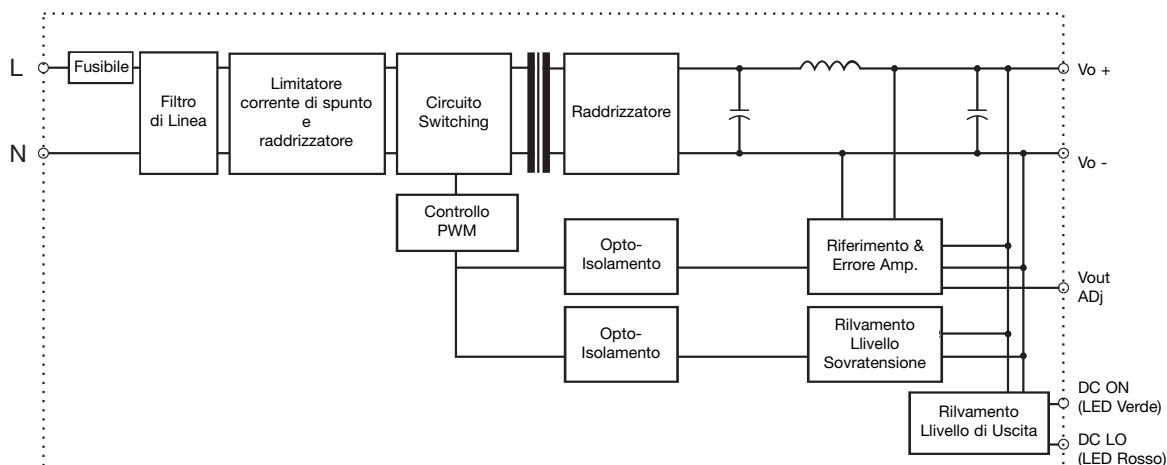 L
Fusibile
Filtro
di Linea
Limitatore
corrente di spunto
e
raddrizzatore
Circuito
Switching
Raddrizzatore
Vo +
N
Vo -
Controllo
PWM
Opto-
Isolamento
Riferimento &
Errore Amp.
Vout
ADj
Opto-
Isolamento
Rilvamento
Llivello
Sovratensione
Rilvamento
Llivello di Uscita
DC ON
(LED Verde)
DC LO
(LED Rosso)